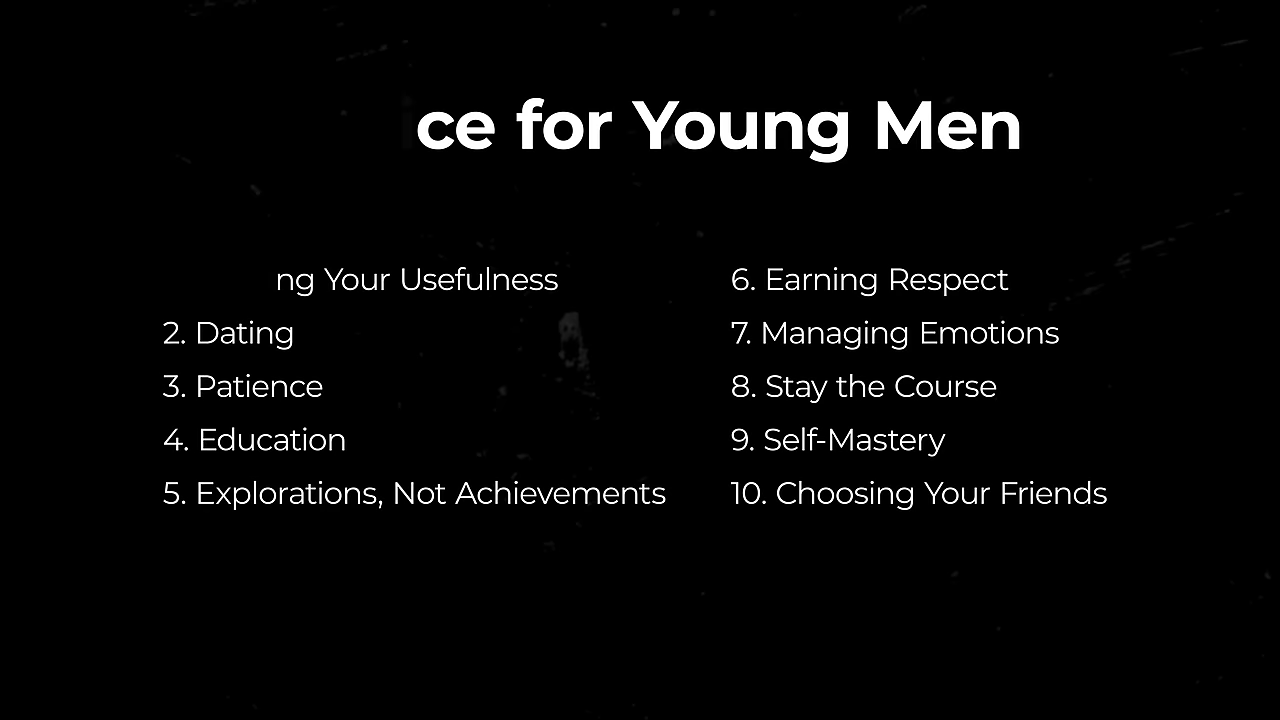 ce for Young Men
ng Your Usefulness
2. Dating
3. Patience
4. Education
5. Explorations, Not Achievements
6. Earning Respect
7. Managing Emotions
8. Stay the Course
9. Self-Mastery
10. Choosing Your Friends